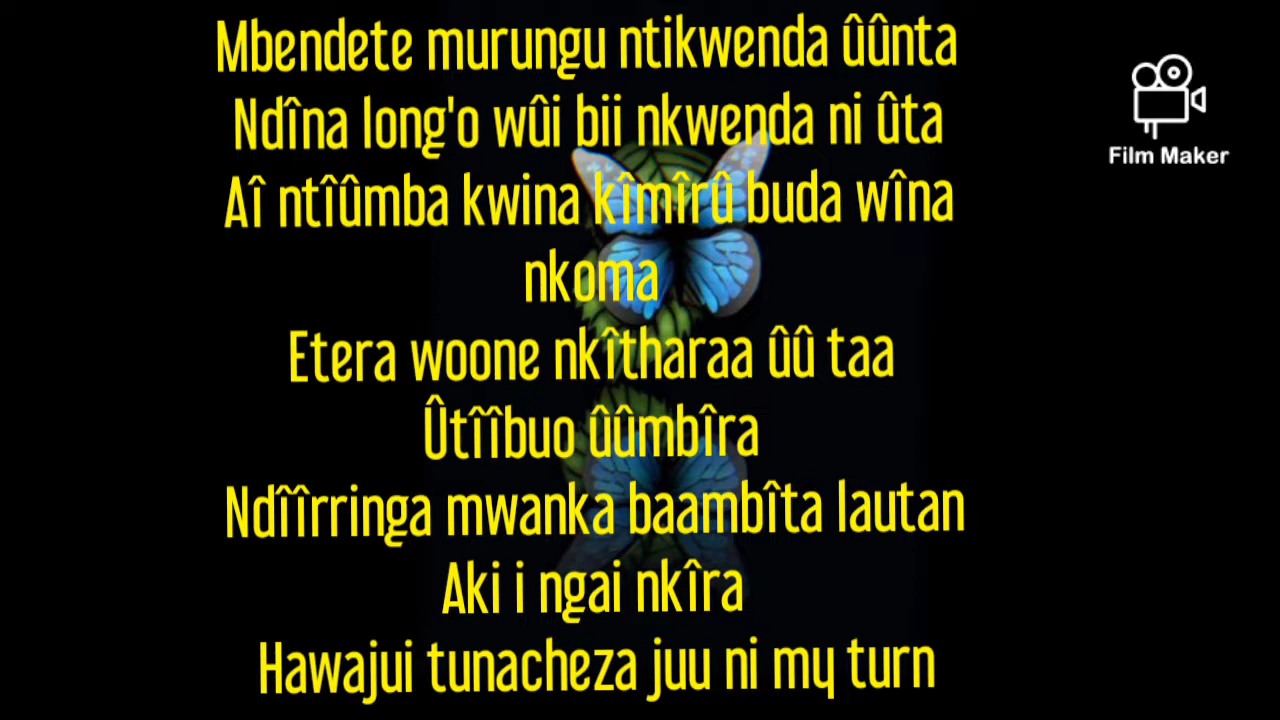 Mbendete murungu ntikwenda ûûnta
Ndîna long'o wûi bii nkwenda ni ûta
Aî ntîûmba kwina kîmîrû buda wîna
nkoma
Etera woone nkîtharaa ûû taa
Ûtîîbuo ûûmbîra
Ndîîrringa mwanka baambîta lautan
Aki i ngai nkîra
Hawajui tunacheza juu ni my turn
Film Maker